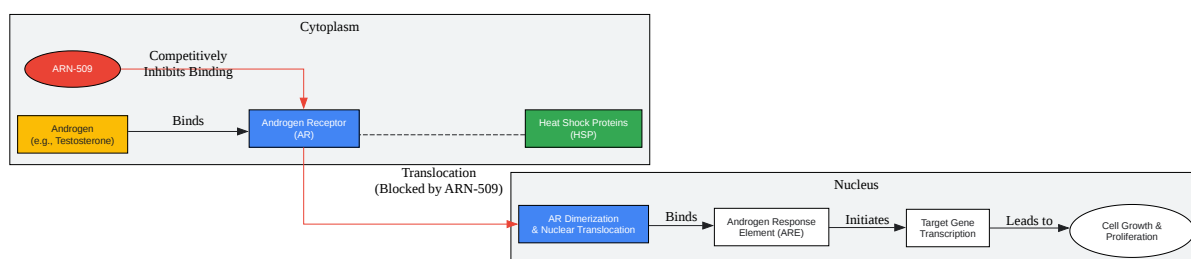 Cytoplasm
ARN-509
Competitively
Inhibits Binding
Androgen
(e.g., Testosterone)
Binds
Androgen Receptor
(AR)
Heat Shock Proteins
(HSP)
Translocation
(Blocked by ARN-509)
Nucleus
AR Dimerization
& Nuclear Translocation
Binds
Androgen Response
Element (ARE)
Initiates
Target Gene
Transcription
Leads to
Cell Growth &
Proliferation